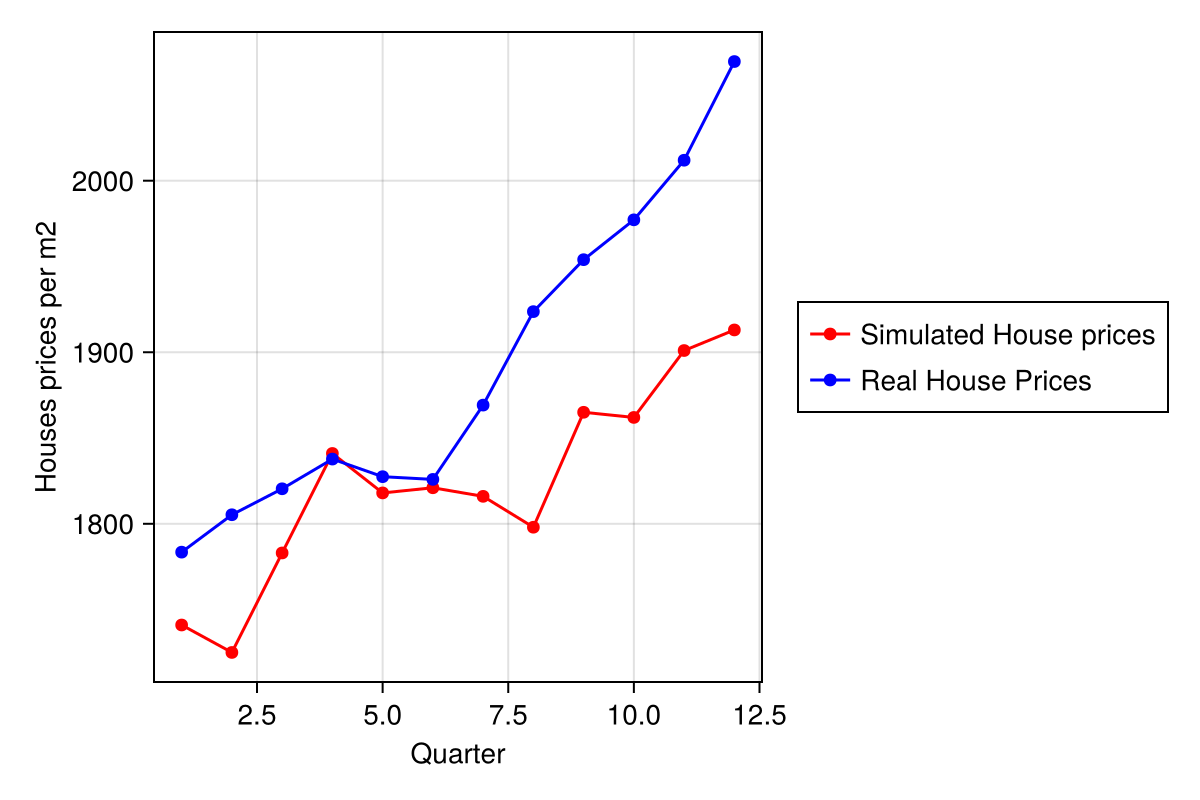 2000
1900
1800
Houses prices per m2
2.5 5.0 7.5 10.0 12.5
Quarter
Simulated House prices
Real House Prices